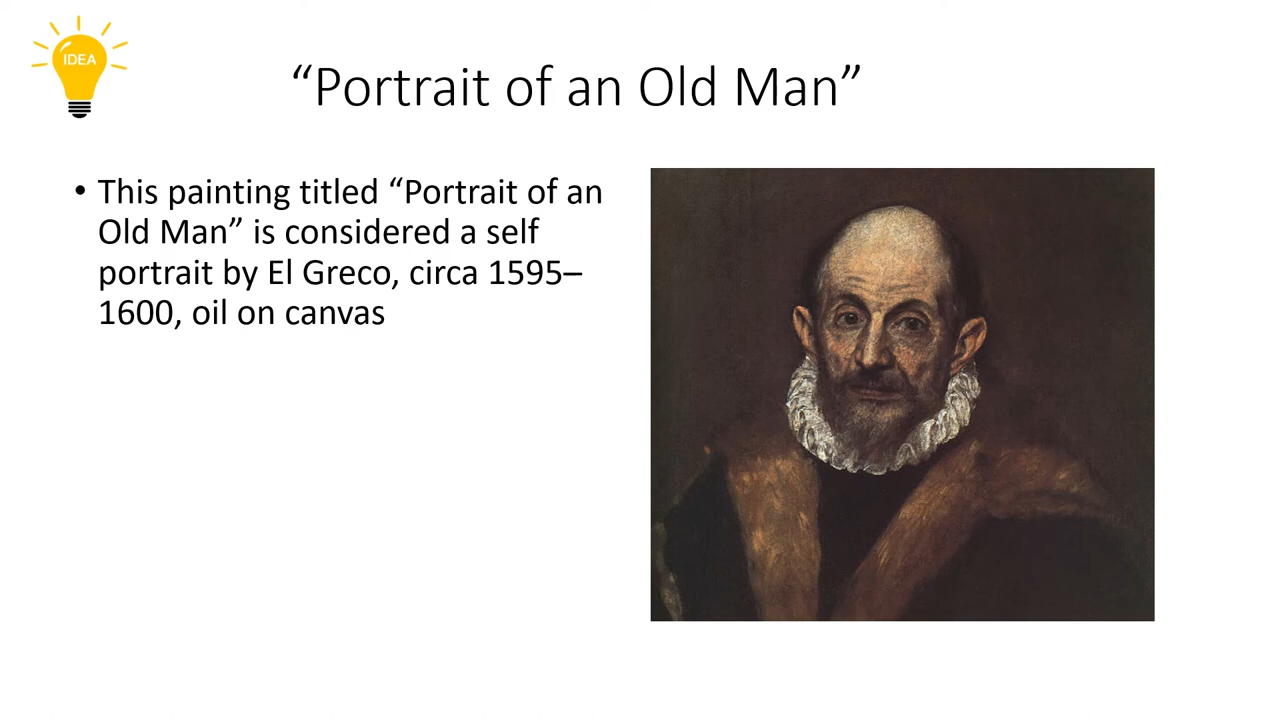 IDEA
“Portrait of an Old Man”
• This painting titled “Portrait of an
Old Man” is considered a self
portrait by El Greco, circa 1595–
1600, oil on canvas